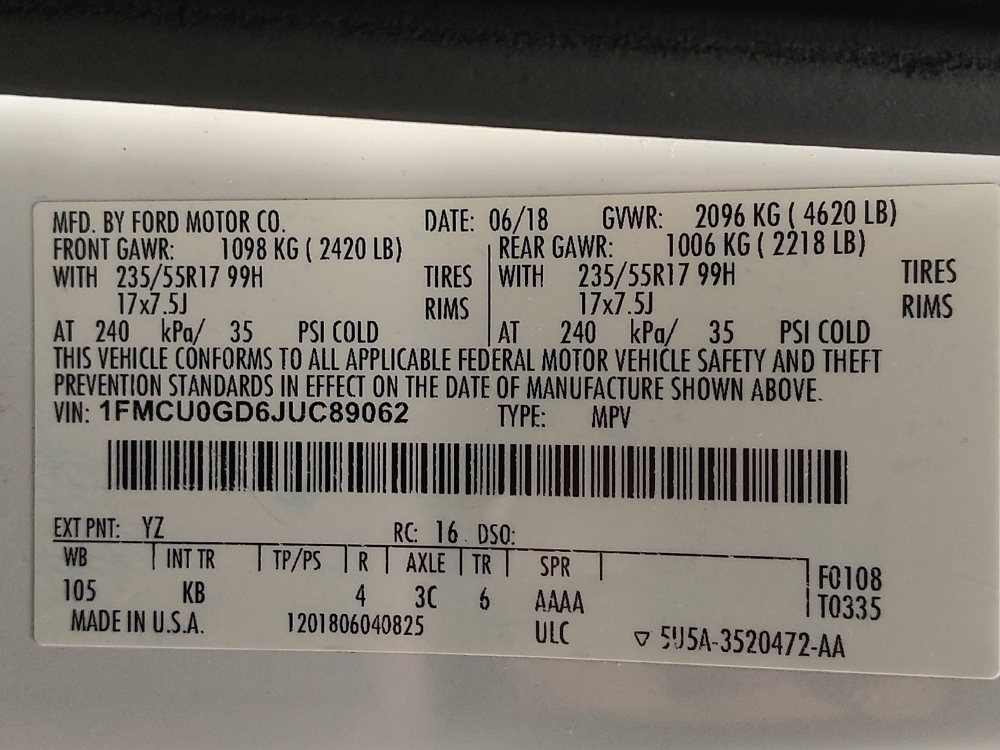 MFD. BY FORD MOTOR CO. DATE: 06/18 GVWR: 2096 KG ( 4620 LB)
FRONT GAWR: 1098 KG ( 2420 LB) REAR GAWR: 1006 KG ( 2218 LB)
WITH 235/55R17 99H TIRES WITH 235/55R17 99H TIRES
17x7.5J RIMS 17x7.5J RIMS
AT 240 kPa/ 35 PSI COLD AT 240 kPa/ 35 PSI COLD
THIS VEHICLE CONFORMS TO ALL APPLICABLE FEDERAL MOTOR VEHICLE SAFETY AND THEFT
PREVENTION STANDARDS IN EFFECT ON THE DATE OF MANUFACTURE SHOWN ABOVE.
VIN: 1FMCU0GD6JUC89062 TYPE: MPV
EXT PNT: YZ RC: 16 DSO:
WB INT TR TP/PS R AXLE TR SPR F0108
105 KB 4 3C 6 AAAA T0335
MADE IN U.S.A. 1201806040825 ULC ▽ 5U5A-3520472-AA